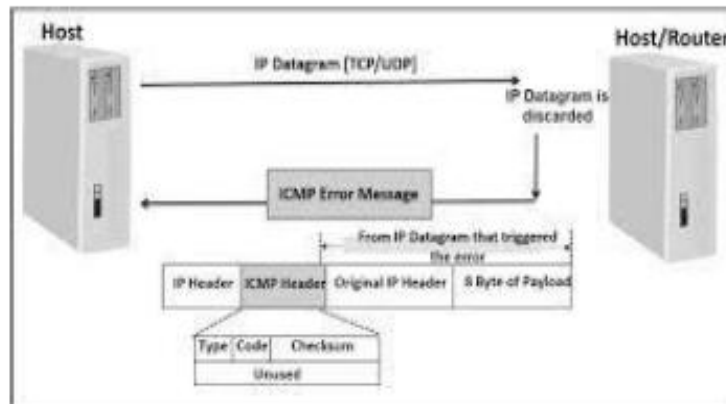 Host
Host/Router
IP Datagram [TCP/UDP]
IP Datagram is
discarded
ICMP Error Message
From IP Datagram that triggered
the error
IP Header ICMP Header Original IP Header 8 Byte of Payload
Type Code Checksum
Unused